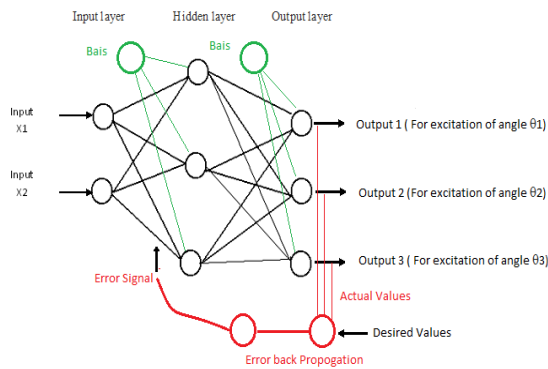 Input layer
Hidden layer
Output layer
Bais
Bais
Input
X1
Output 1 ( For excitation of angle θ1)
Input
X2
Output 2 ( For excitation of angle θ2)
Output 3 ( For excitation of angle θ3)
Error Signal
Actual Values
Desired Values
Error back Propogation